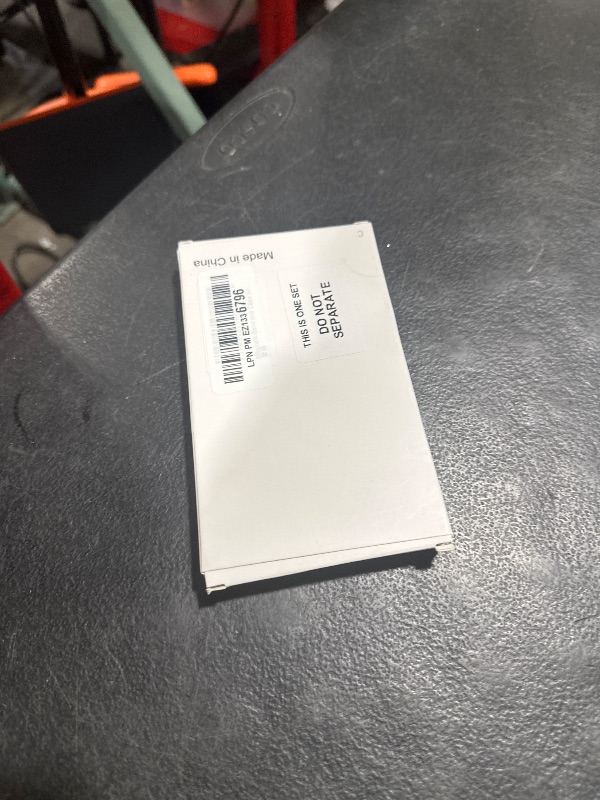 Made in China
LPN PM EZ1336796
THIS IS ONE SET
DO NOT
SEPARATE
C